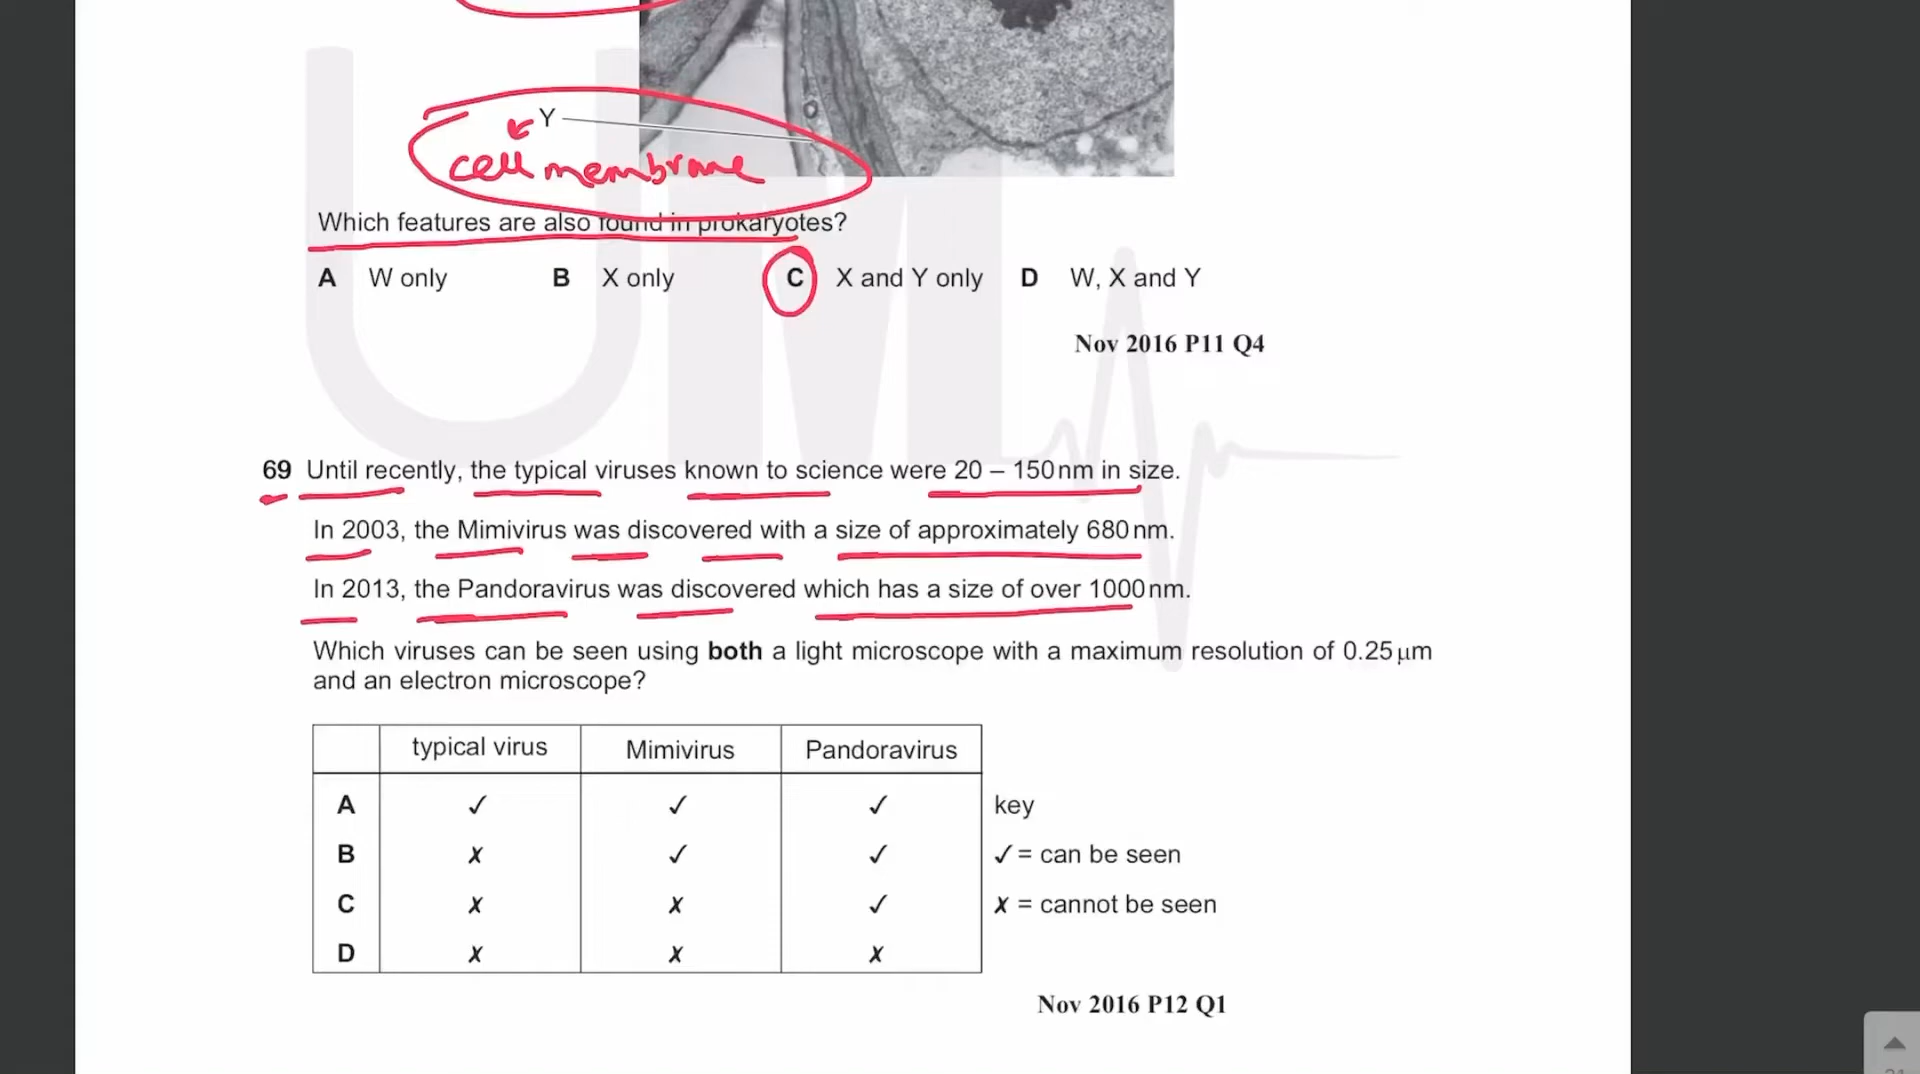 Y
cell membrane
Which features are also found in prokaryotes?
A W only B X only C X and Y only D W, X and Y
Nov 2016 P11 Q4
69 Until recently, the typical viruses known to science were 20 – 150 nm in size.
In 2003, the Mimivirus was discovered with a size of approximately 680 nm.
In 2013, the Pandoravirus was discovered which has a size of over 1000 nm.
Which viruses can be seen using both a light microscope with a maximum resolution of 0.25 μm
and an electron microscope?
typical virus Mimivirus Pandoravirus
A ✓ ✓ ✓ key
B ✗ ✓ ✓ ✓ = can be seen
C ✗ ✗ ✓ ✗ = cannot be seen
D ✗ ✗ ✗
Nov 2016 P12 Q1